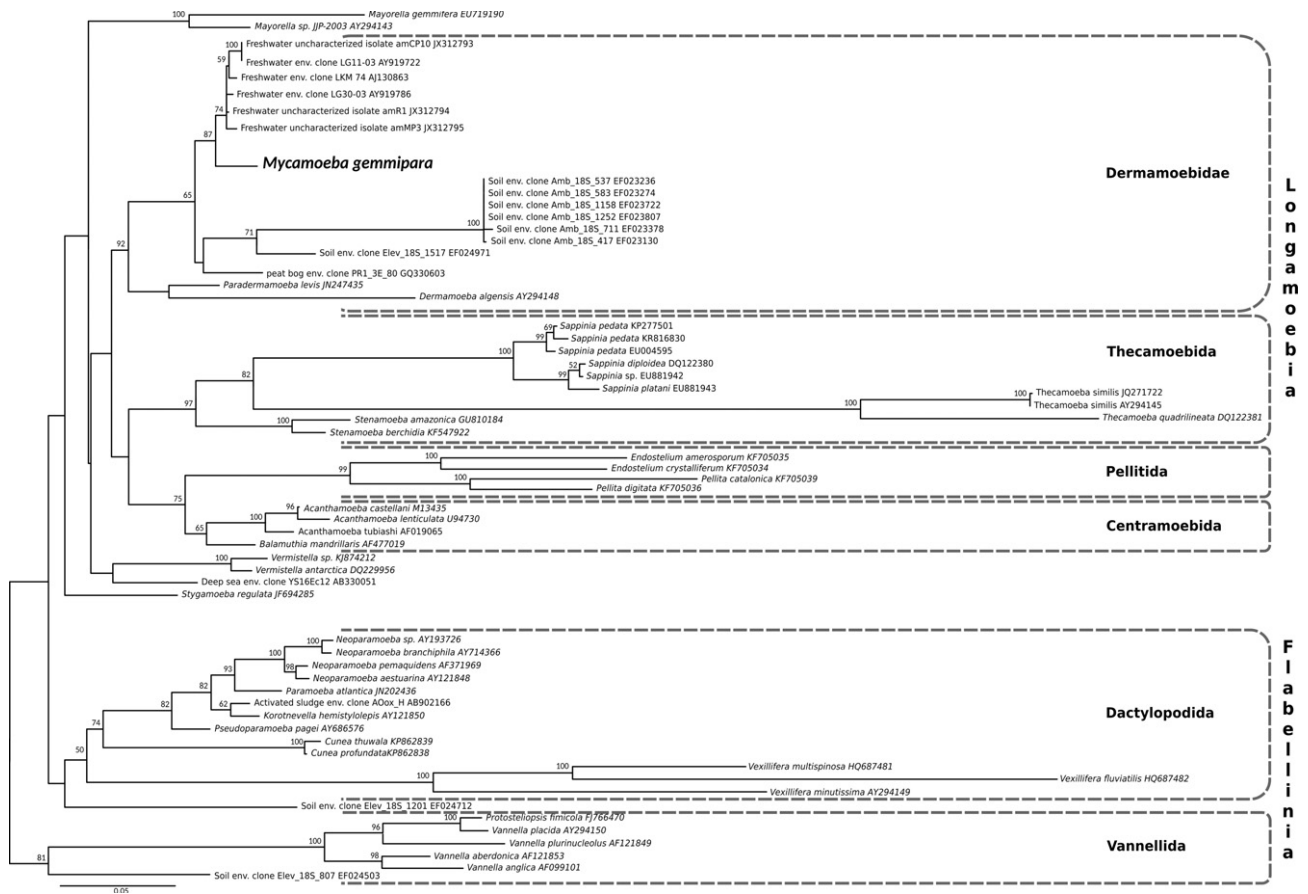 100
Mayorella gemmifera EU719190
Mayorella sp. JJP-2003 AY294143
100
Freshwater uncharacterized isolate amCP10 JX312793
Freshwater env. clone LG11-03 AY919722
59
Freshwater env. clone LKM 74 AJ130863
Freshwater env. clone LG30-03 AY919786
74
Freshwater uncharacterized isolate amR1 JX312794
Freshwater uncharacterized isolate amMP3 JX312795
87
Mycamoeba gemmipara
Dermamoebidae
65
Soil env. clone Amb_18S_537 EF023236
Soil env. clone Amb_18S_583 EF023274
Soil env. clone Amb_18S_1158 EF023722
Soil env. clone Amb_18S_1252 EF023807
100
Soil env. clone Amb_18S_711 EF023378
Soil env. clone Amb_18S_417 EF023130
71
Soil env. clone Elev_18S_1517 EF024971
92
peat bog env. clone PR1_3E_80 GQ330603
Paradermamoeba levis JN247435
Dermamoeba algensis AY294148
69
Sappinia pedata KP277501
Sappinia pedata KR816830
99
Sappinia pedata EU004595
100
Thecamoebida
52
Sappinia diploidea DQ122380
Sappinia sp. EU881942
99
Sappinia platani EU881943
82
100
Thecamoeba similis JQ271722
Thecamoeba similis AY294145
100
Thecamoeba quadrilineata DQ122381
97
100
Stenamoeba amazonica GU810184
Stenamoeba berchidia KF547922
100
Endostelium amerosporum KF705035
Endostelium crystalliferum KF705034
99
Pellitida
100
Pellita catalonica KF705039
Pellita digitata KF705036
75
96
Acanthamoeba castellani M13435
Acanthamoeba lenticulata U94730
100
Acanthamoeba tubiashi AF019065
Centramoebida
65
Balamuthia mandrillaris AF477019
Longamoebia
100
Vermistella sp. KJ874212
Vermistella antarctica DQ229956
Deep sea env. clone YS16Ec12 AB330051
Stygamoeba regulata JF694285
100
Neoparamoeba sp. AY193726
Neoparamoeba branchiphila AY714366
100
98
Neoparamoeba pemaquidens AF371969
Neoparamoeba aestuarina AY121848
93
Paramoeba atlantica JN202436
82
62
Activated sludge env. clone AOox_H AB902166
Korotnevella hemistylolepis AY121850
82
Pseudoparamoeba pagei AY686576
Dactylopodida
74
100
Cunea thuwala KP862839
Cunea profundataKP862838
50
100
Vexillifera multispinosa HQ687481
Vexillifera fluviatilis HQ687482
100
Vexillifera minutissima AY294149
Soil env. clone Elev_18S_1201 EF024712
100
Protosteliopsis fimicola FJ766470
Vannella placida AY294150
96
Vannella plurinucleolus AF121849
100
Vannellida
98
Vannella aberdonica AF121853
Vannella anglica AF099101
81
Soil env. clone Elev_18S_807 EF024503
Flabellinia
0.05